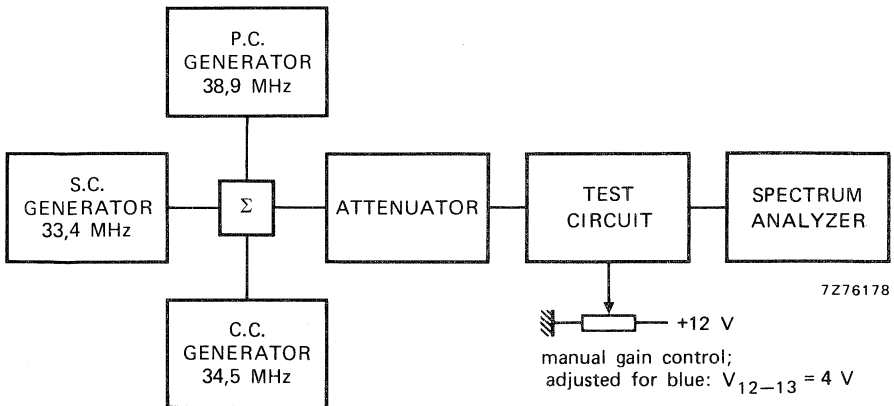 P.C.
GENERATOR
38,9 MHz
S.C.
GENERATOR
33,4 MHz
Σ
ATTENUATOR
TEST
CIRCUIT
SPECTRUM
ANALYZER
7Z76178
+12 V
C.C.
GENERATOR
34,5 MHz
manual gain control;
adjusted for blue: V12–13 = 4 V